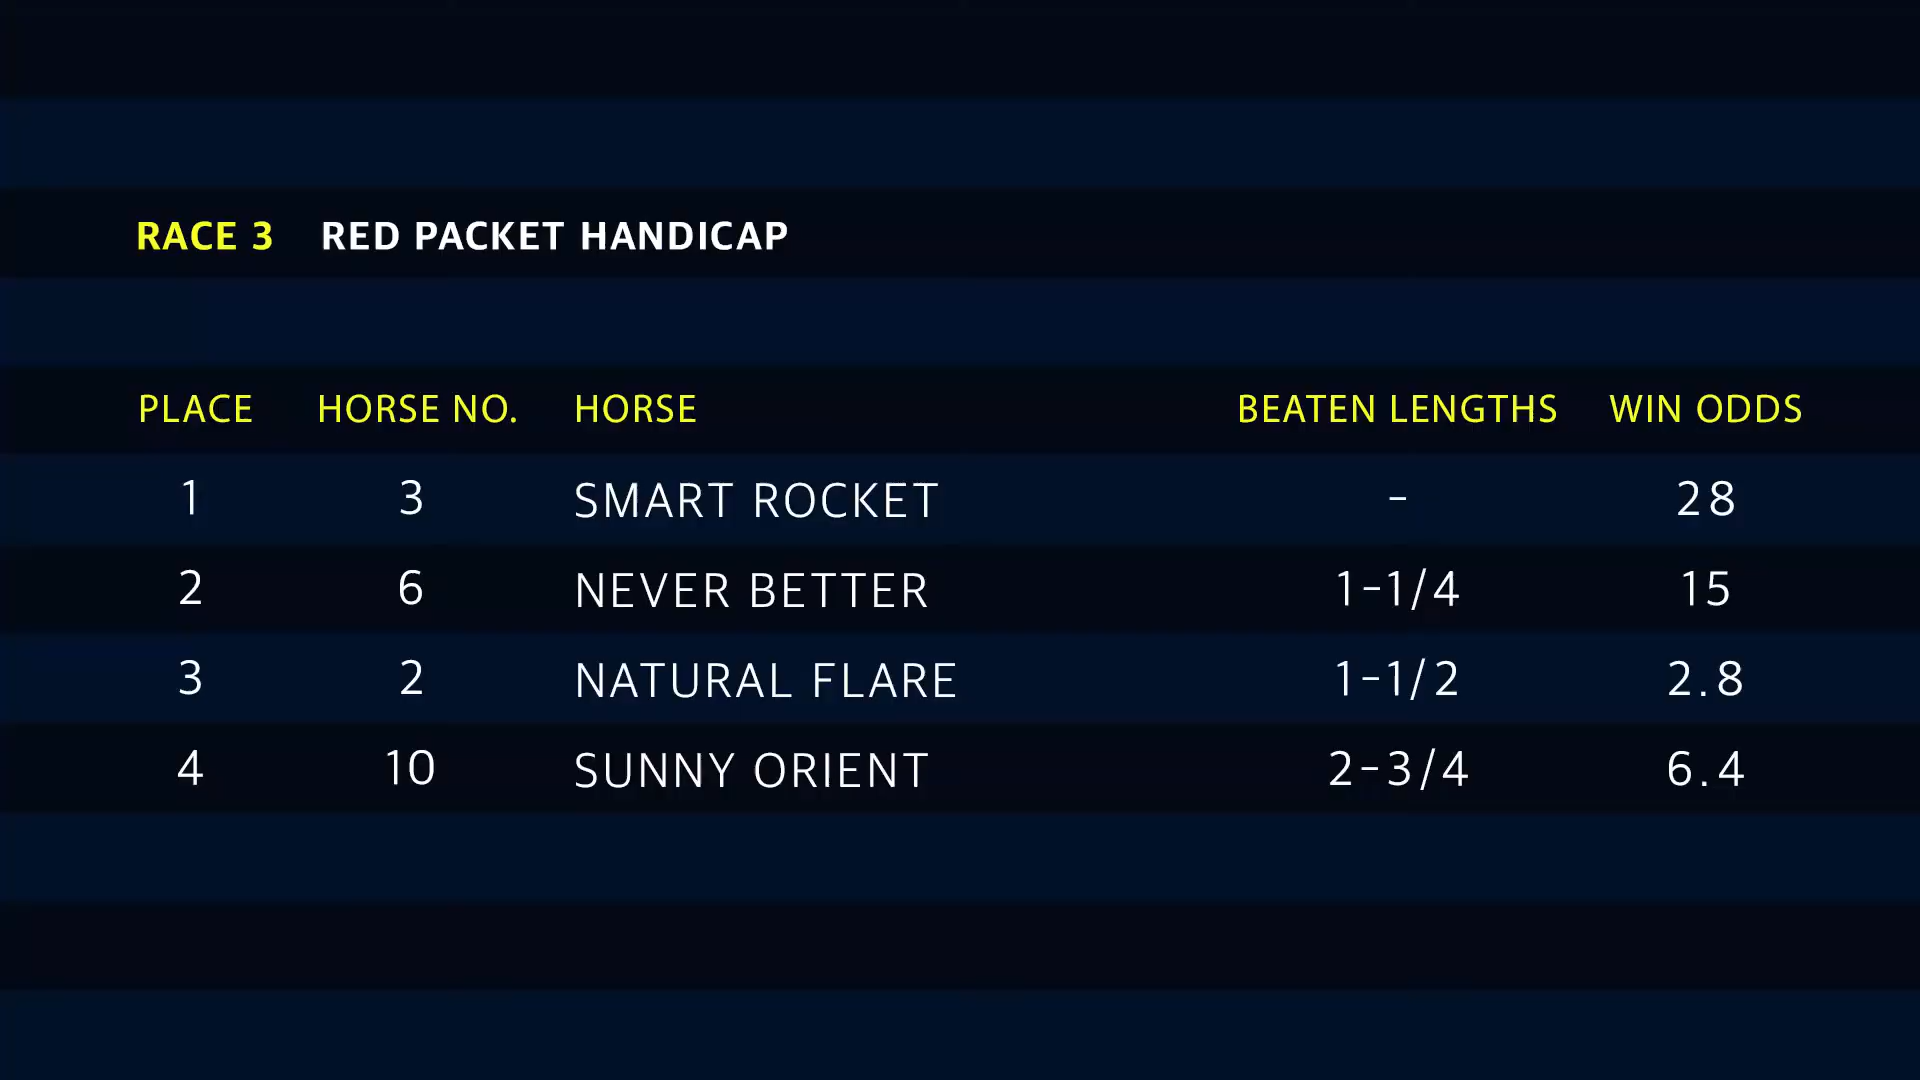 RACE 3 RED PACKET HANDICAP
PLACE HORSE NO. HORSE BEATEN LENGTHS WIN ODDS
1 3 SMART ROCKET - 28
2 6 NEVER BETTER 1-1/4 15
3 2 NATURAL FLARE 1-1/2 2.8
4 10 SUNNY ORIENT 2-3/4 6.4